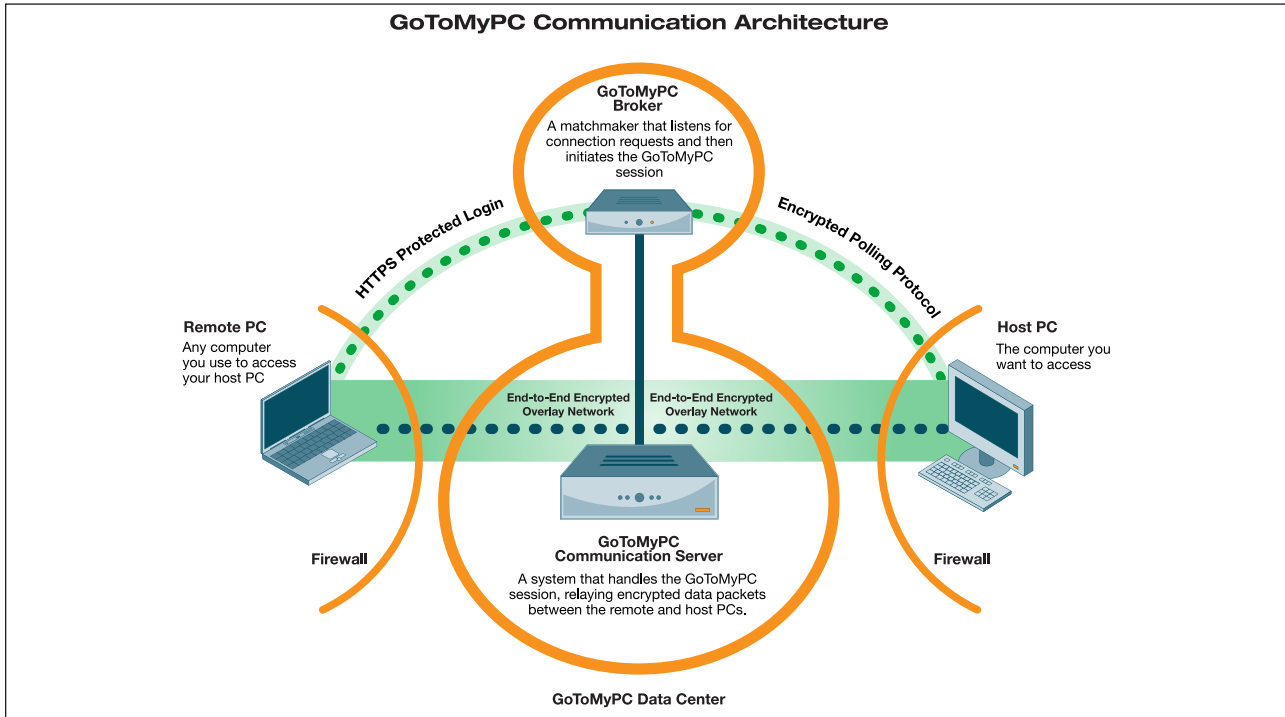 GoToMyPC Communication Architecture
GoToMyPC
Broker
A matchmaker that listens for
connection requests and then
initiates the GoToMyPC
session
HTTPS Protected Login
Encrypted Polling Protocol
Remote PC
Any computer
you use to access
your host PC
Host PC
The computer you
want to access
End-to-End Encrypted
Overlay Network
End-to-End Encrypted
Overlay Network
Firewall
GoToMyPC
Communication Server
A system that handles the GoToMyPC
session, relaying encrypted data packets
between the remote and host PCs.
Firewall
GoToMyPC Data Center